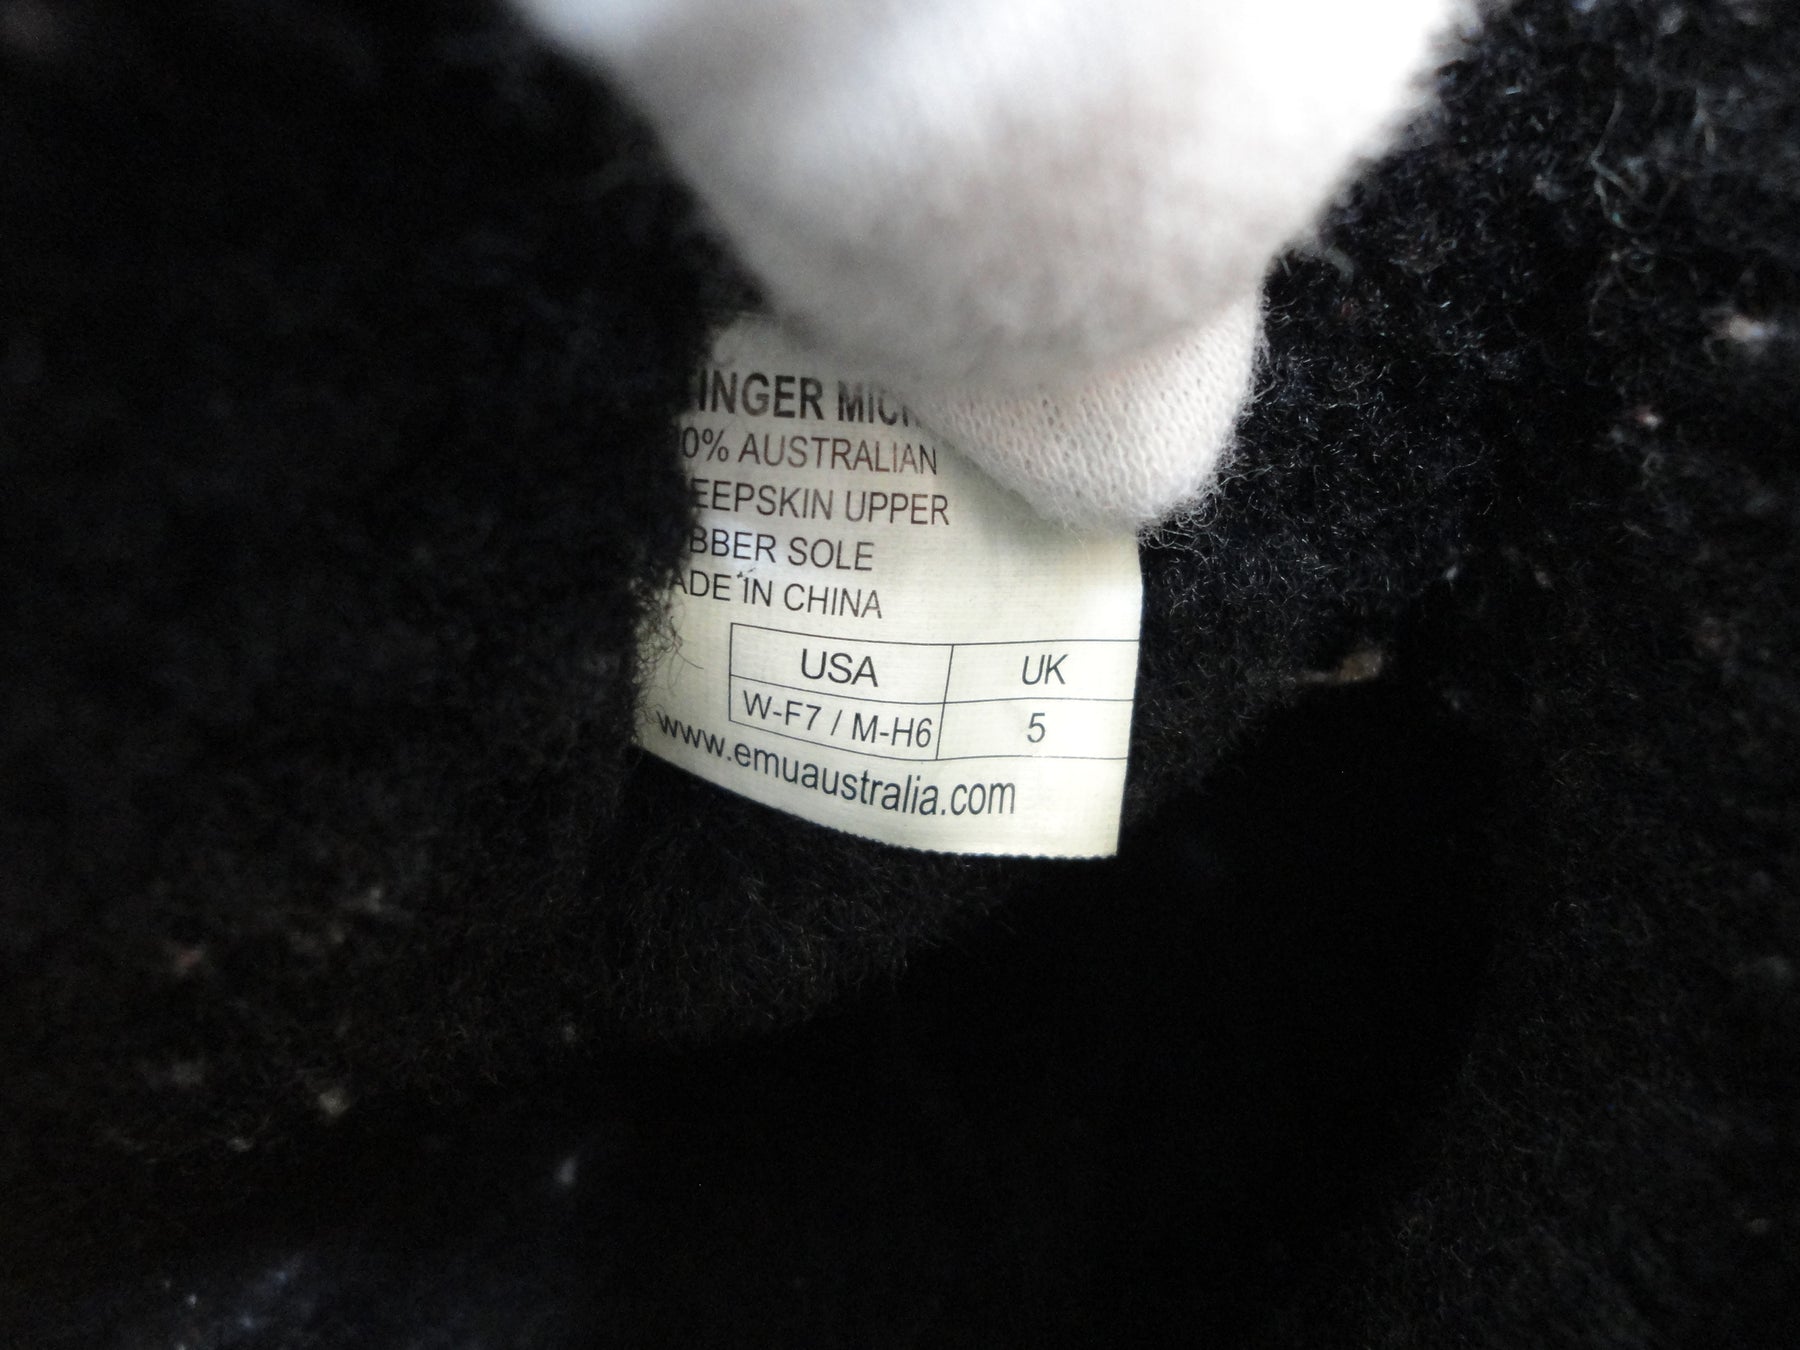 INGER MIC
0% AUSTRALIAN
EEPSKIN UPPER
BBER SOLE
ADE IN CHINA
USA UK
W-F7 / M-H6 5
www.emuaustralia.com